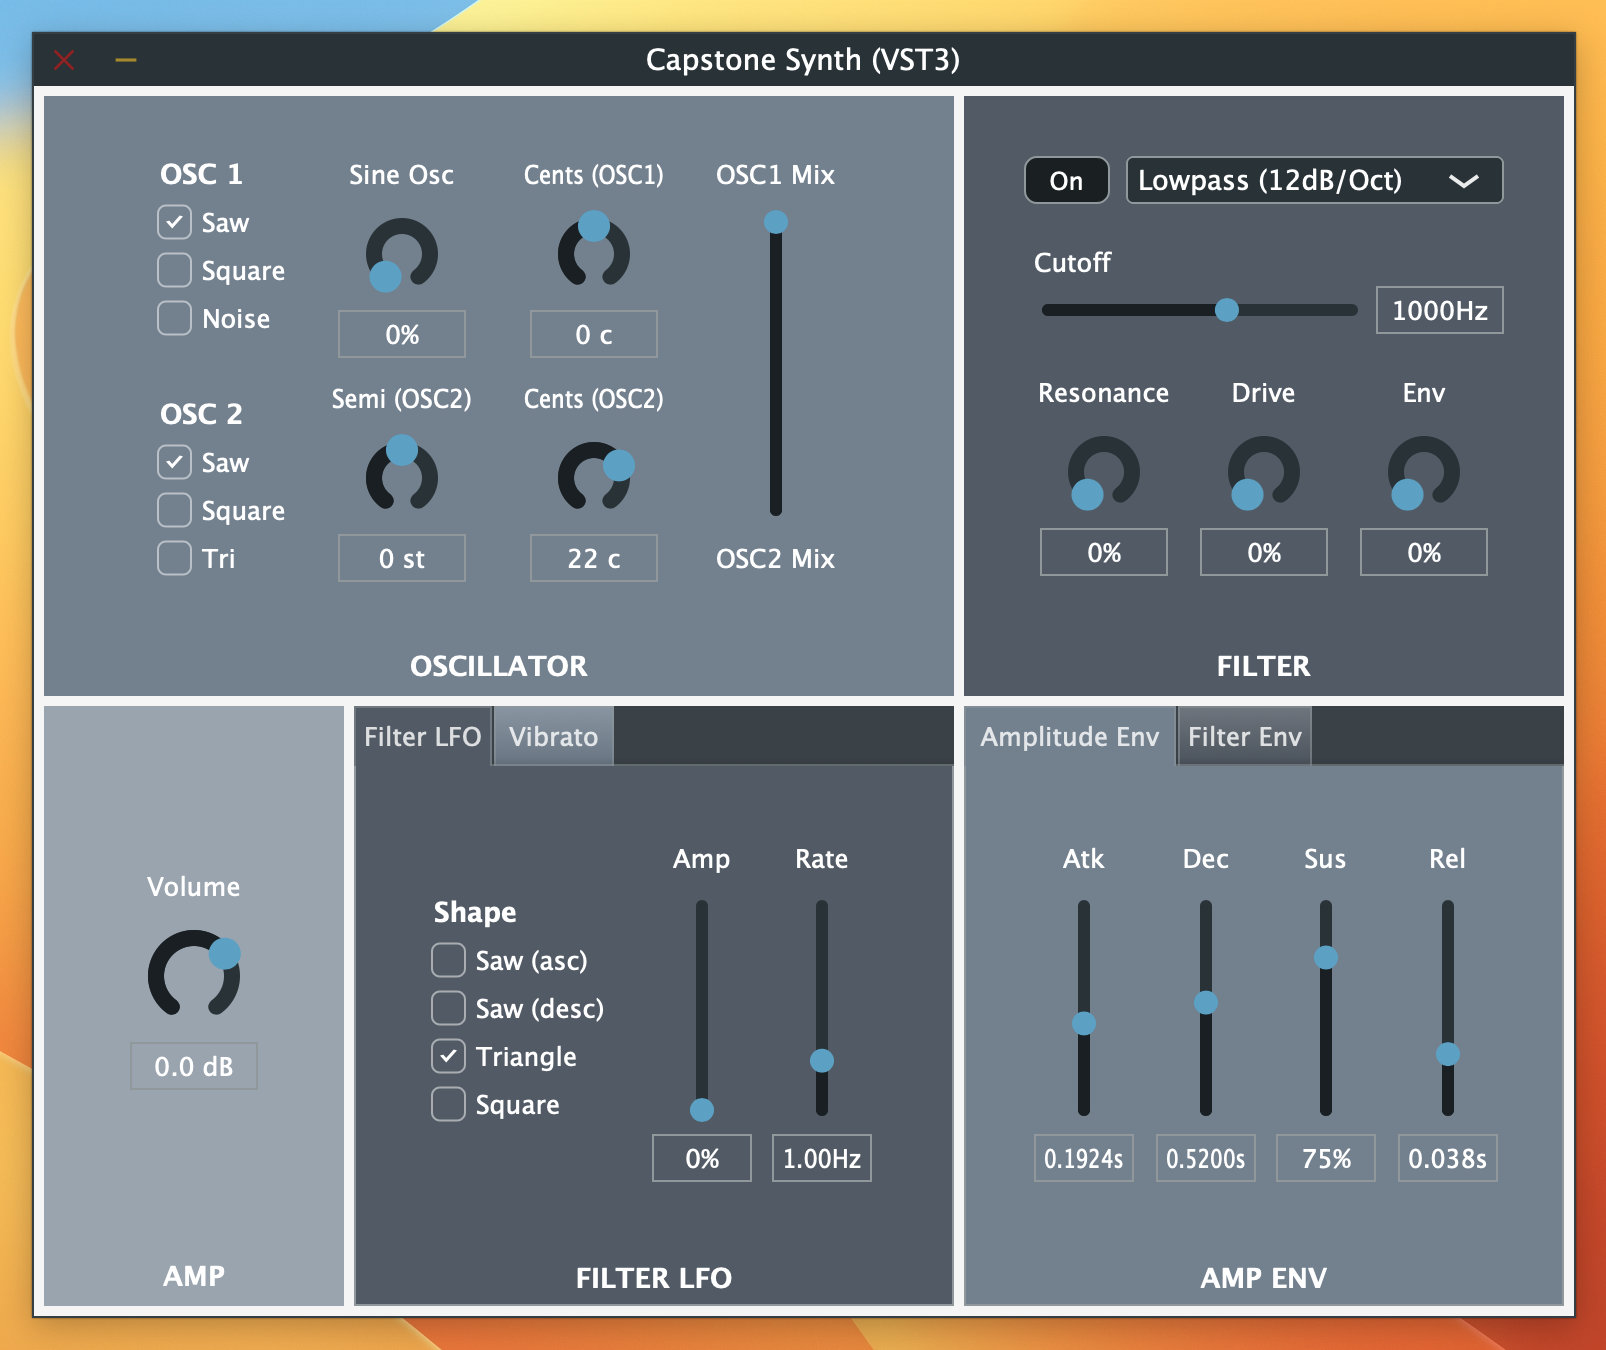 Capstone Synth (VST3)
OSC 1
Saw
Square
Noise
Sine Osc
0%
Cents (OSC1)
0 c
OSC1 Mix
OSC 2
Saw
Square
Tri
Semi (OSC2)
0 st
Cents (OSC2)
22 c
OSC2 Mix
OSCILLATOR
On
Lowpass (12dB/Oct)
Cutoff
1000Hz
Resonance
Drive
Env
0%
0%
0%
FILTER
Volume
0.0 dB
AMP
Filter LFO
Vibrato
Shape
Saw (asc)
Saw (desc)
Triangle
Square
Amp
Rate
0%
1.00Hz
FILTER LFO
Amplitude Env
Filter Env
Atk
Dec
Sus
Rel
0.1924s
0.5200s
75%
0.038s
AMP ENV